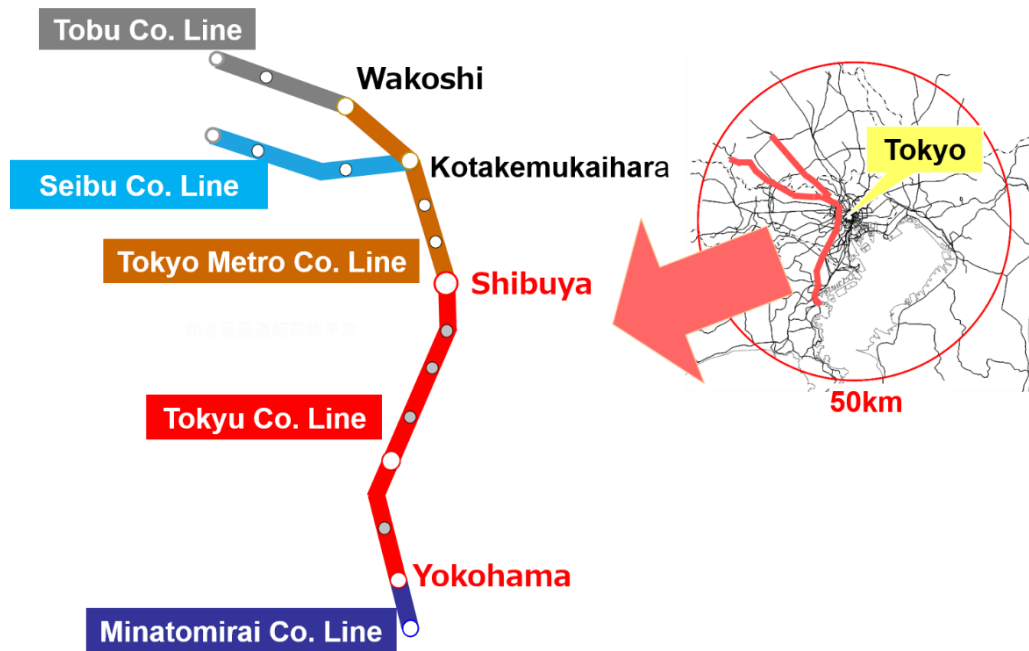 Tobu Co. Line
Wakoshi
Kotakemukaihara
Seibu Co. Line
Tokyo Metro Co. Line
Shibuya
Tokyu Co. Line
Yokohama
Minatomirai Co. Line
Tokyo
50km